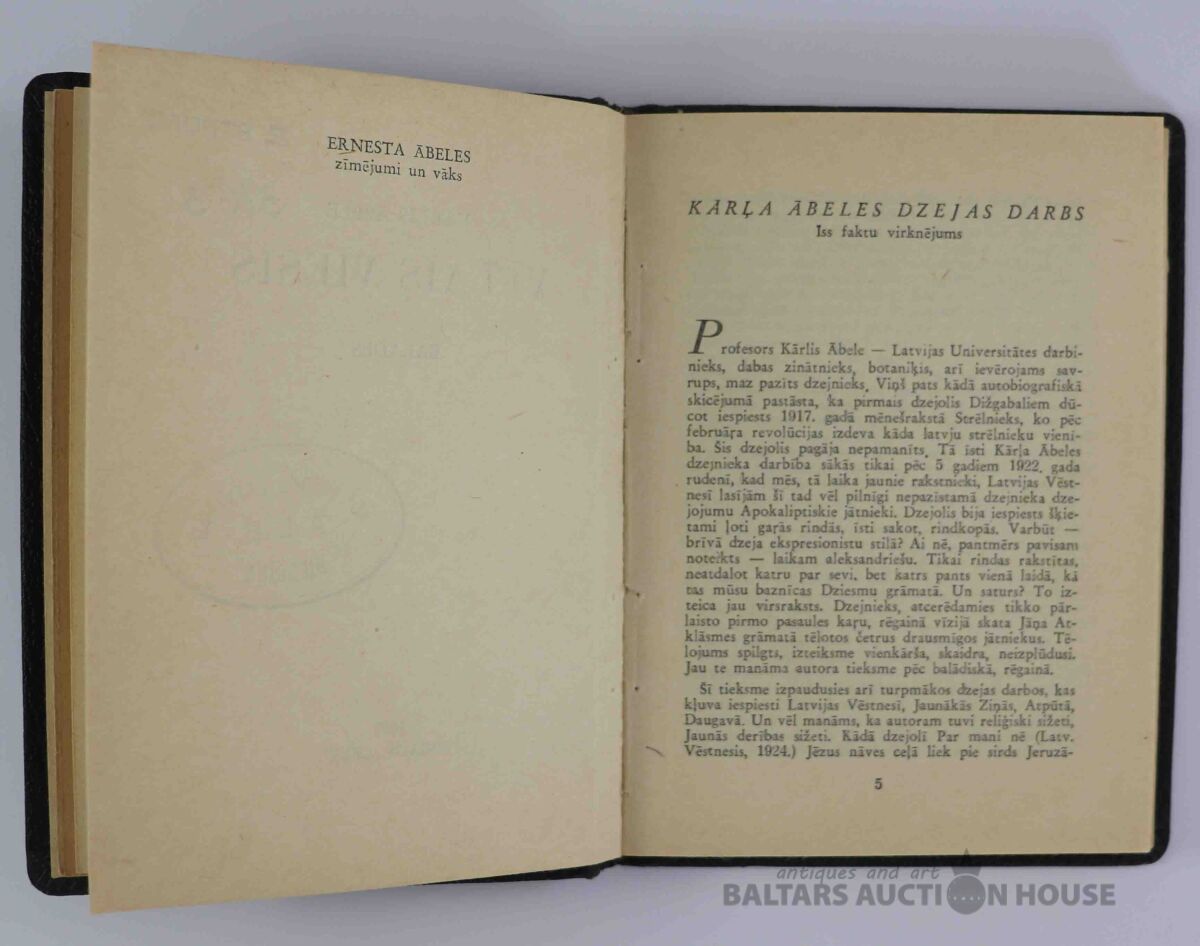 ERNESTA ĀBELES
zīmējumi un vāks
KĀRĻA ĀBELES DZEJAS DARBS
Iss faktu virknējums
Profesors Kārlis Ābele — Latvijas Universitātes darbi-
nieks, dabas zinātnieks, botaniķis, arī ievērojams sav-
rups, maz pazīts dzejnieks. Viņš pats kādā autobiografiskā
skicējumā pastāsta, ka pirmais dzejolis Dižgabaliem dū-
cot iespiests 1917. gadā mēnešrakstā Strēlnieks, ko pēc
februāŗa revolūcijas izdeva kāda latvju strēlnieku vienī-
ba. Šis dzejolis pagāja nepamanīts. Tā īsti Kārļa Ābeles
dzejnieka darbība sākās tikai pēc 5 gadiem 1922. gada
rudenī, kad mēs, tā laika jaunie rakstnieki, Latvijas Vēst-
nesī lasījām šī tad vēl pilnīgi nepazīstamā dzejnieka dze-
jojumu Apokaliptiskie jātnieki. Dzejolis bija iespiests šķie-
tami ļoti gaŗās rindās, īsti sakot, rindkopās. Varbūt —
brīvā dzeja ekspresionistu stilā? Ai nē, pantmērs pavisam
noteikts — laikam aleksandriešu. Tikai rindas rakstītas,
neatdalot katru par sevi, bet katrs pants vienā laidā, kā
tas mūsu baznīcas Dziesmu grāmatā. Un saturs? To iz-
teica jau virsraksts. Dzejnieks, atcerēdamies tikko pār-
laisto pirmo pasaules kaŗu, rēgainā vīzijā skata Jāņa At-
klāsmes grāmatā tēlotos četrus drausmīgos jātniekus. Tē-
lojums spilgts, izteiksme vienkārša, skaidra, neizplūdusi.
Jau te manāma autora tieksme pēc balādiskā, rēgainā.
Šī tieksme izpaudusies arī turpmākos dzejas darbos, kas
kļuva iespiesti Latvijas Vēstnesī, Jaunākās Ziņās, Atpūtā,
Daugavā. Un vēl manāms, ka autoram tuvi reliģiski sižeti,
Jaunās derības sižeti. Kādā dzejolī Par mani nē (Latv.
Vēstnesis, 1924.) Jēzus nāves ceļā liek pie sirds Jeruzā-
5
antiques and art
BALTARS AUCTION HOUSE